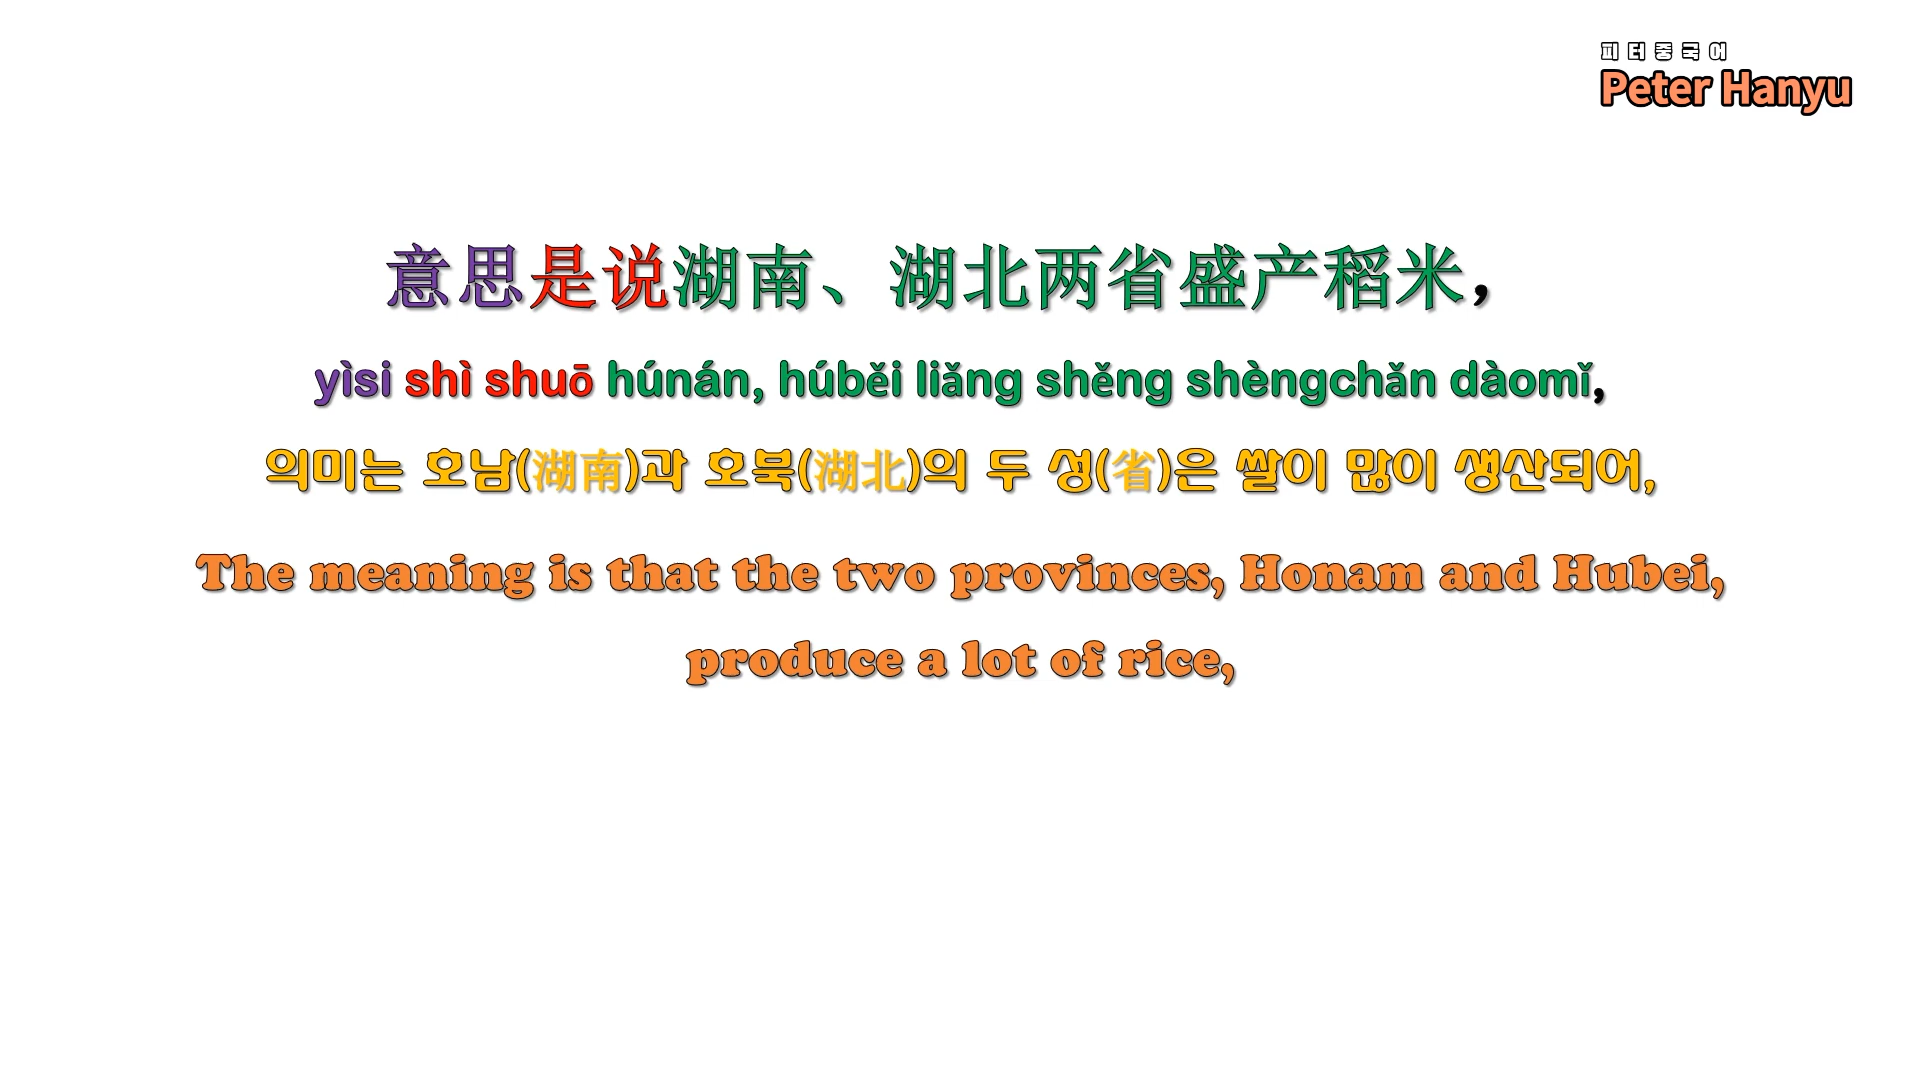 피터중국어
Peter Hanyu
意思是说湖南、湖北两省盛产稻米，
yìsi shì shuō húnán, húběi liǎng shěng shèngchǎn dàomǐ,
의미는 호남(湖南)과 호북(湖北)의 두 성(省)은 쌀이 많이 생산되어,
The meaning is that the two provinces, Honam and Hubei,
produce a lot of rice,